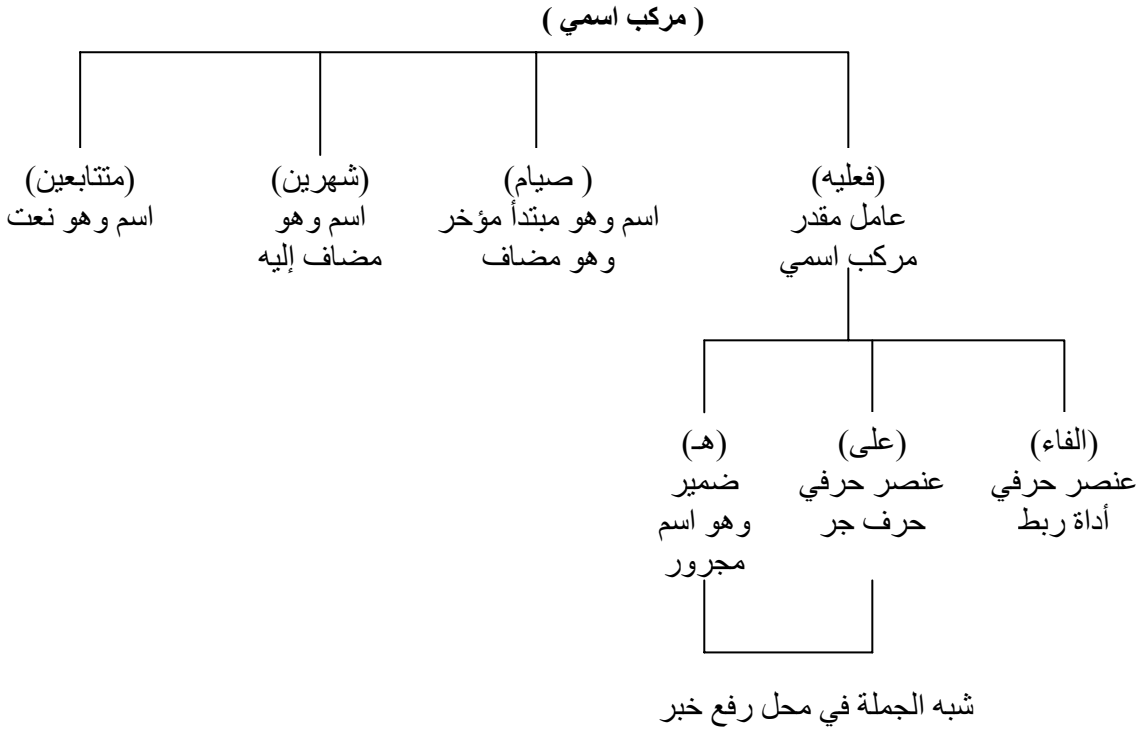 ( مركب اسمي )
(فعليه) ( صيام) (شهرين) (متتابعين)
عامل مقدر اسم وهو مبتدأ مؤخر اسم وهو اسم وهو نعت
مركب اسمي وهو مضاف مضاف إليه
(الفاء) (على) (هـ)
عنصر حرفي عنصر حرفي ضمير
أداة ربط حرف جر وهو اسم
مجرور
شبه الجملة في محل رفع خبر